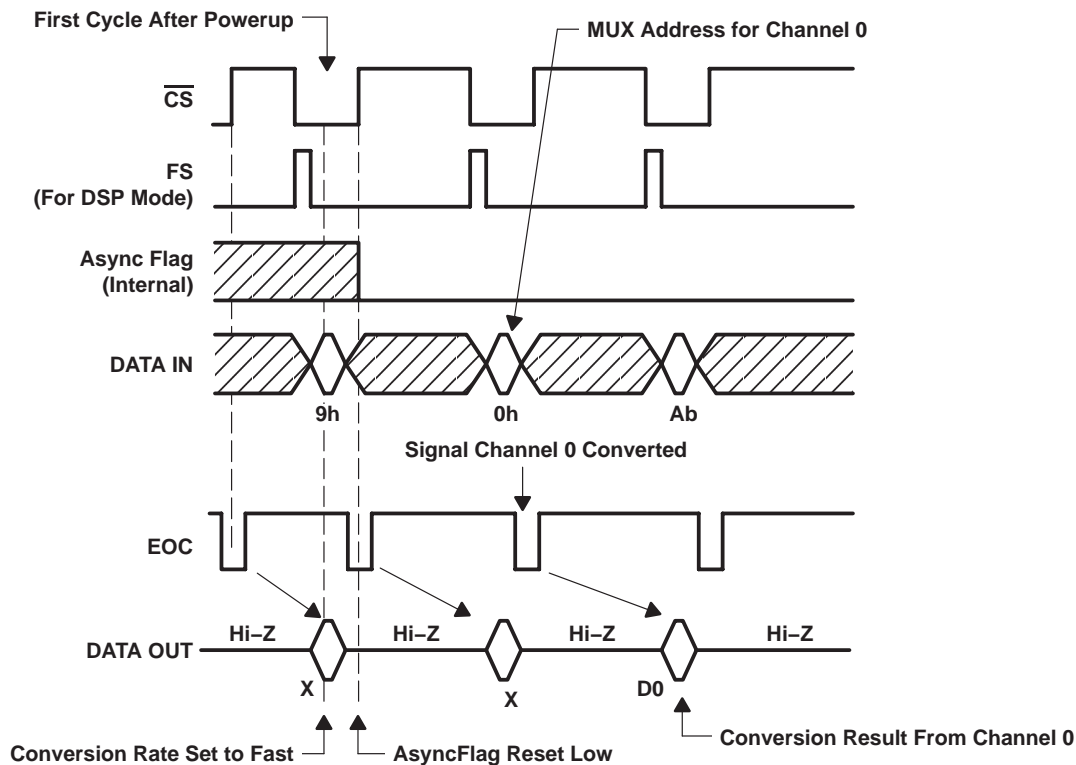 First Cycle After Powerup
MUX Address for Channel 0
CS
FS
(For DSP Mode)
Async Flag
(Internal)
DATA IN
9h
0h
Ab
Signal Channel 0 Converted
EOC
Hi–Z
Hi–Z
Hi–Z
Hi–Z
DATA OUT
X
X
D0
Conversion Rate Set to Fast
AsyncFlag Reset Low
Conversion Result From Channel 0